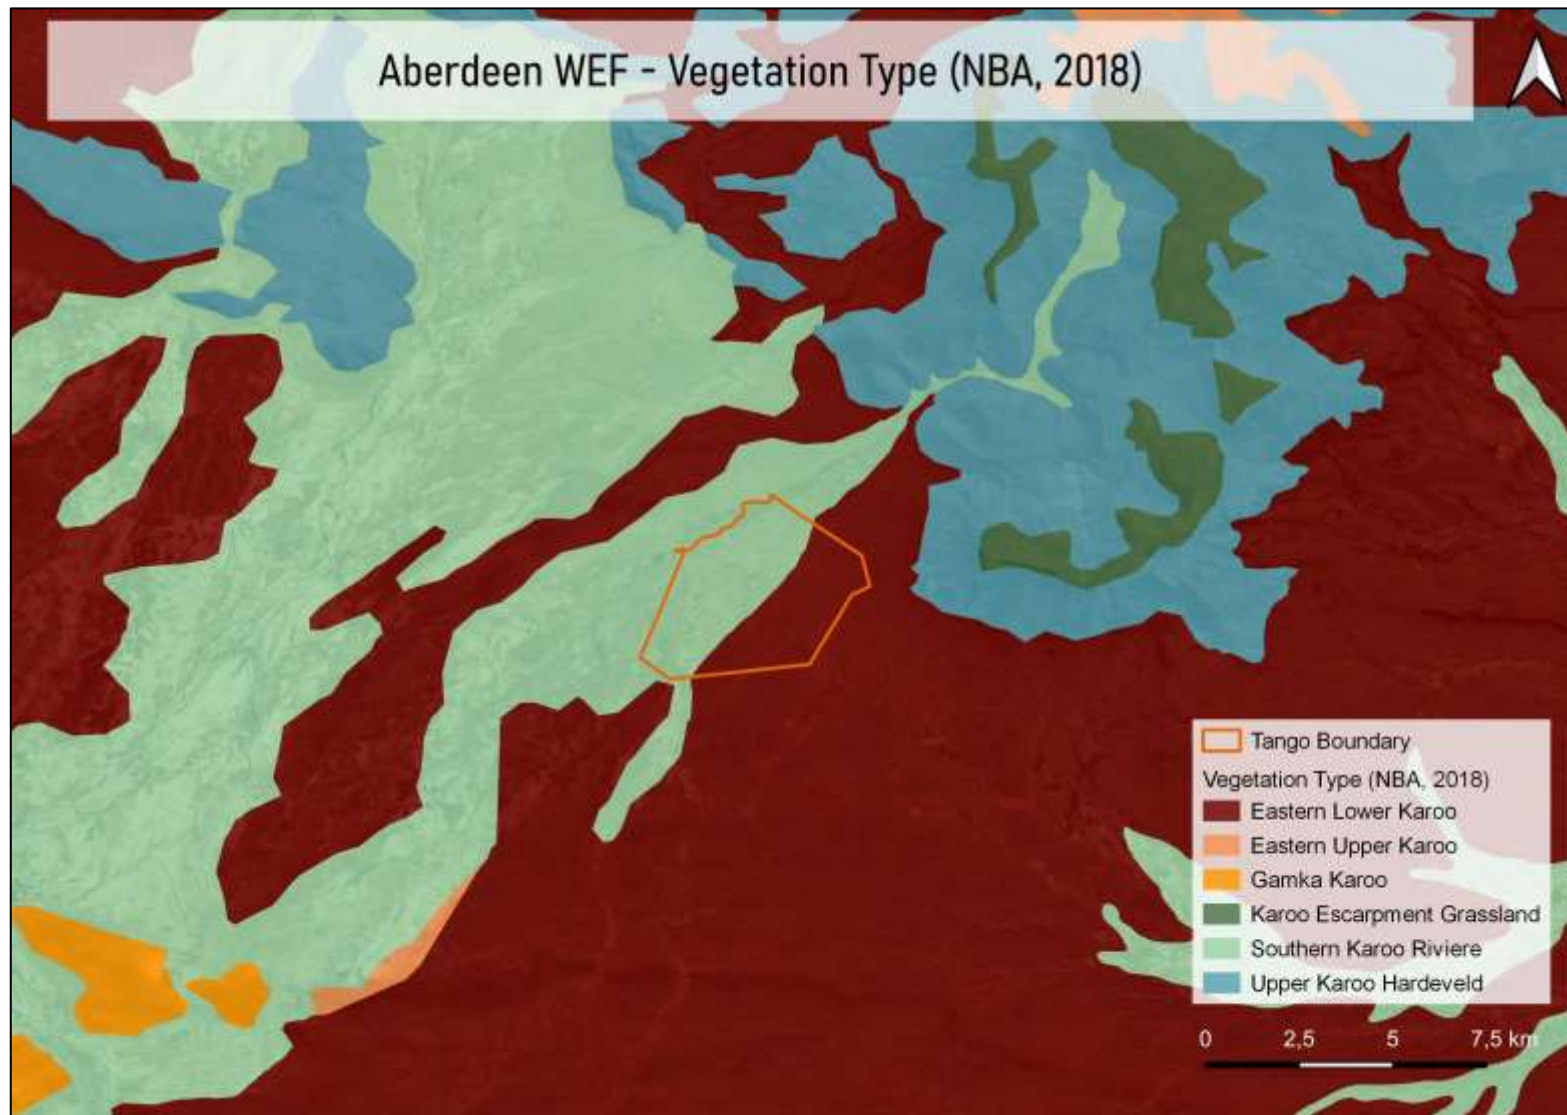 Aberdeen WEF - Vegetation Type (NBA, 2018)
Tango Boundary
Vegetation Type (NBA, 2018)
Eastern Lower Karoo
Eastern Upper Karoo
Gamka Karoo
Karoo Escarpment Grassland
Southern Karoo Riviere
Upper Karoo Hardeveld
0 2,5 5 7,5 km